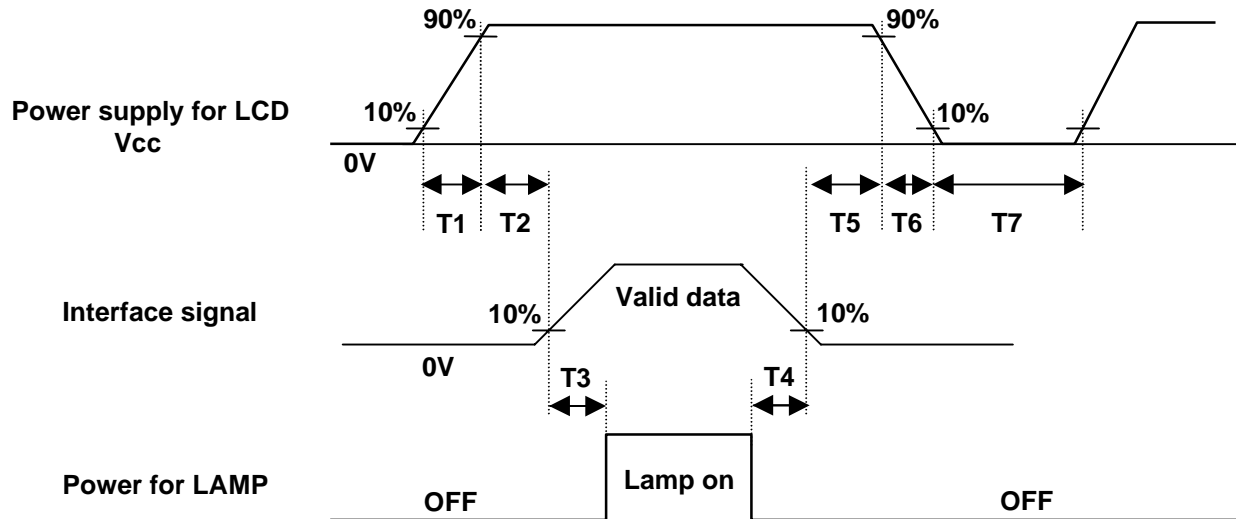 90%
90%
Power supply for LCD
Vcc
10%
10%
0V
T1
T2
T5
T6
T7
Interface signal
Valid data
10%
10%
0V
T3
T4
Power for LAMP
Lamp on
OFF
OFF